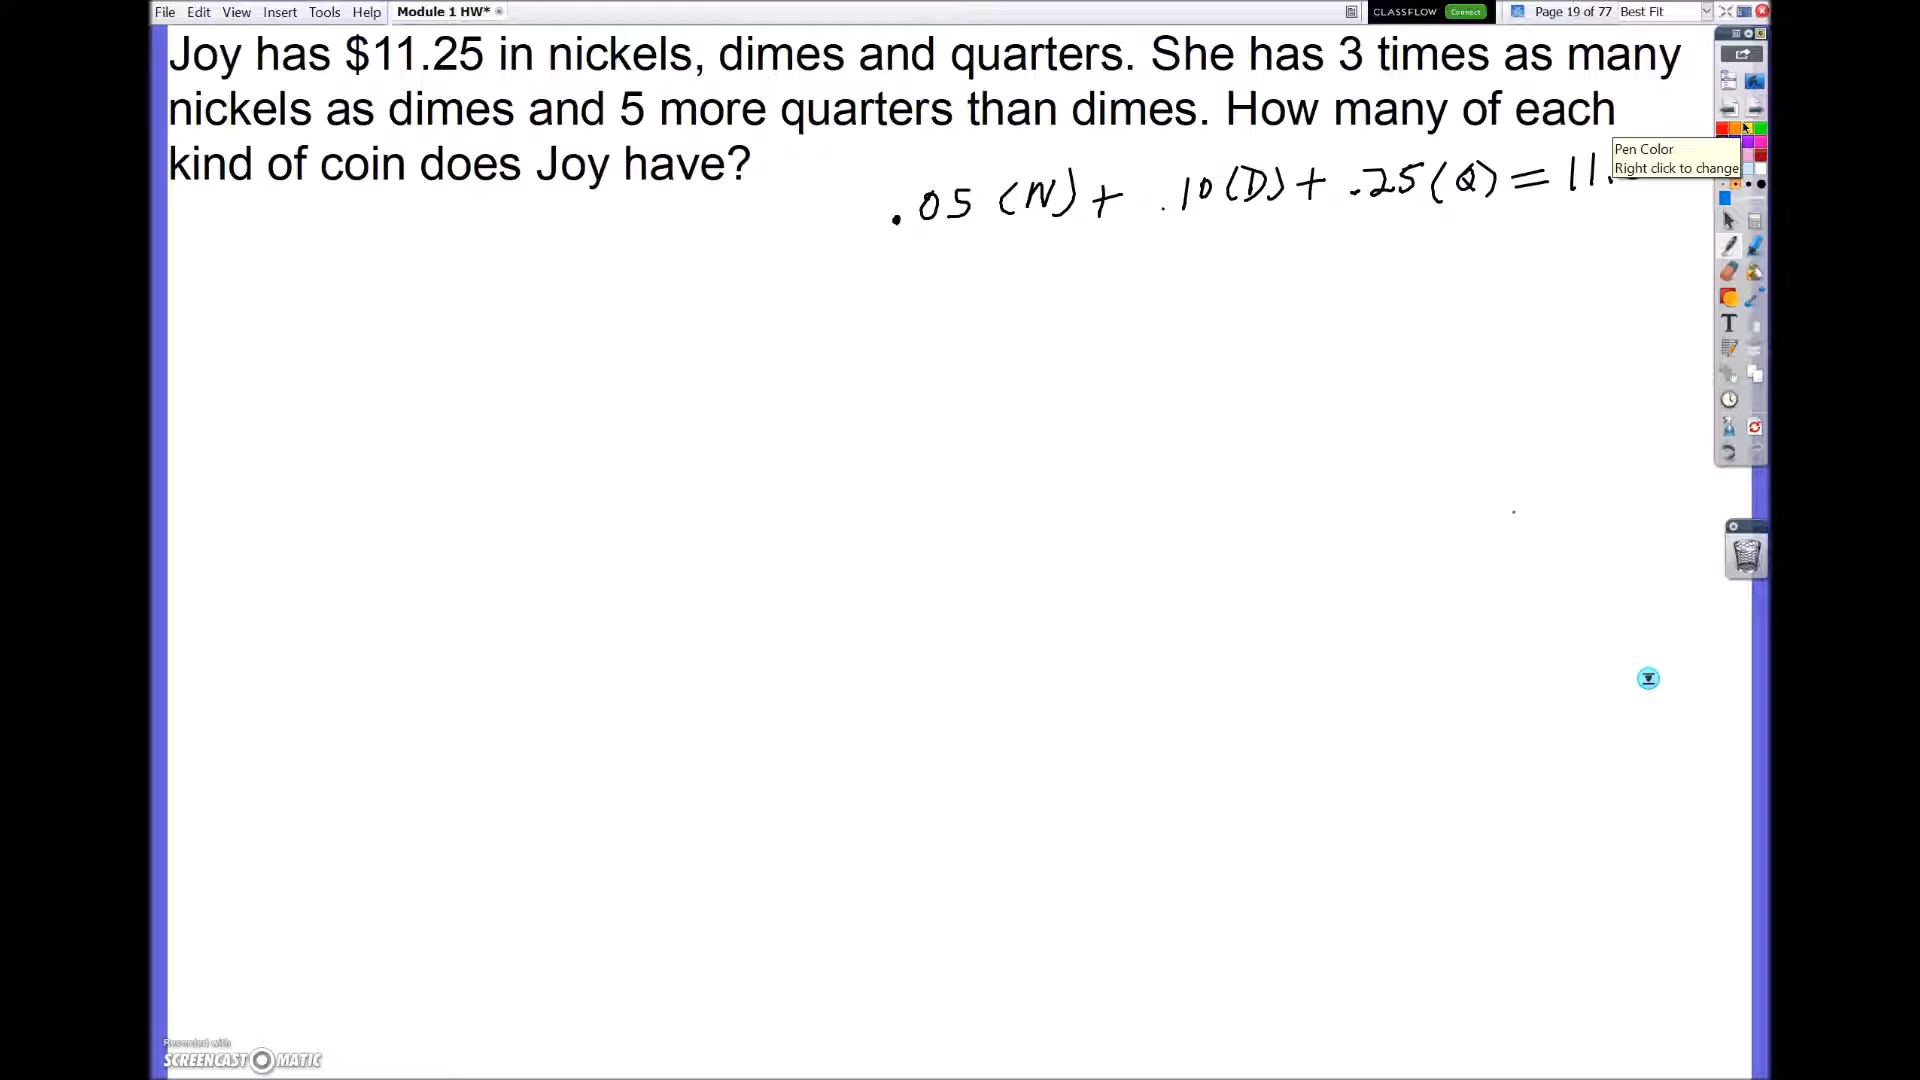 File Edit View Insert Tools Help Module 1 HW* CLASSFLOW Connect Page 19 of 77 Best Fit
Joy has $11.25 in nickels, dimes and quarters. She has 3 times as many
nickels as dimes and 5 more quarters than dimes. How many of each
kind of coin does Joy have?
Pen Color
Right click to change
.05 (N) + .10 (D) + .25 (Q) = 11.
T
Recorded with
SCREENCAST MATIC